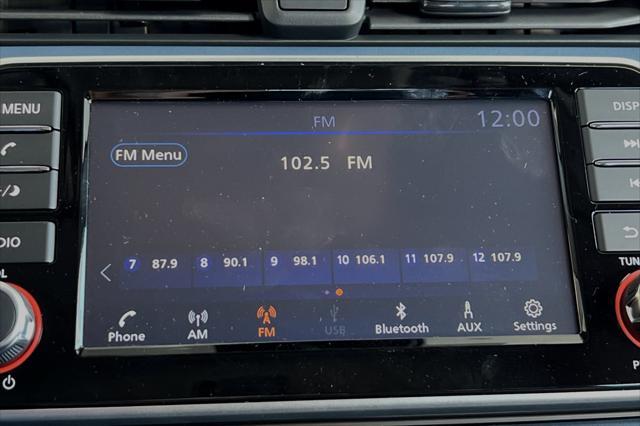 MENU
DISP
FM
12:00
FM Menu
102.5 FM
7 87.9 8 90.1 9 98.1 10 106.1 11 107.9 12 107.9
Phone AM FM USB Bluetooth AUX Settings
TUN